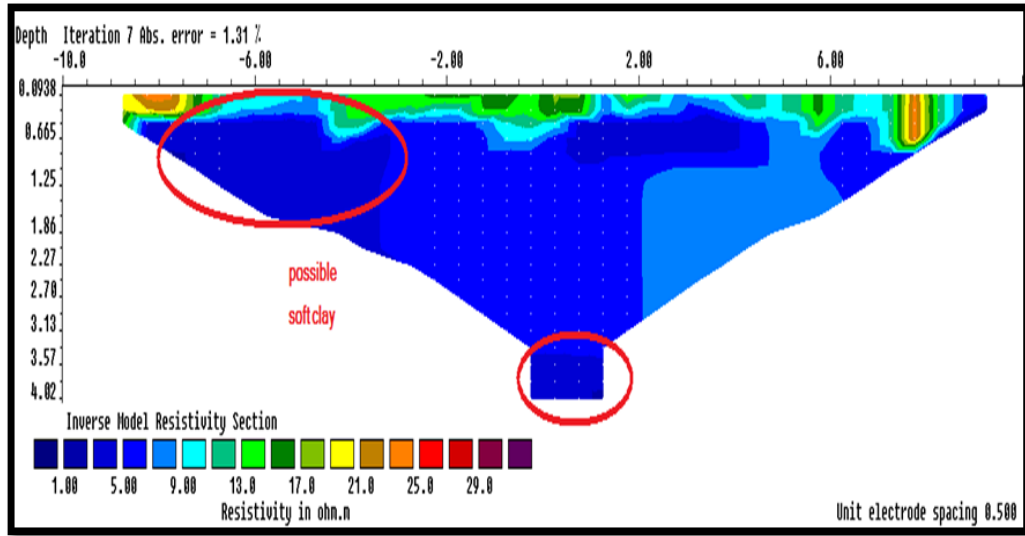 Depth Iteration 7 Abs. error = 1.31 %
-10.0 -6.00 -2.00 2.00 6.00
0.0938
0.665
1.25
1.86
2.27
2.70
3.13
3.57
4.02
possible
soft clay
Inverse Model Resistivity Section
1.00 5.00 9.00 13.0 17.0 21.0 25.0 29.0
Resistivity in ohm.m
Unit electrode spacing 0.500